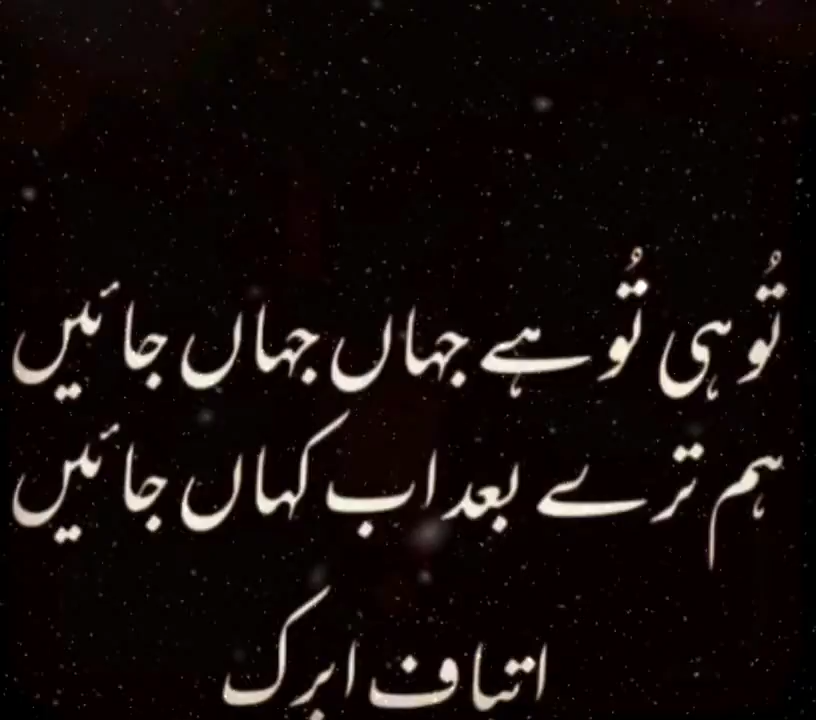 تُو ہی تُو ہے جہاں جہاں جائیں
ہم ترے بعد اب کہاں جائیں
اتباف ابرک